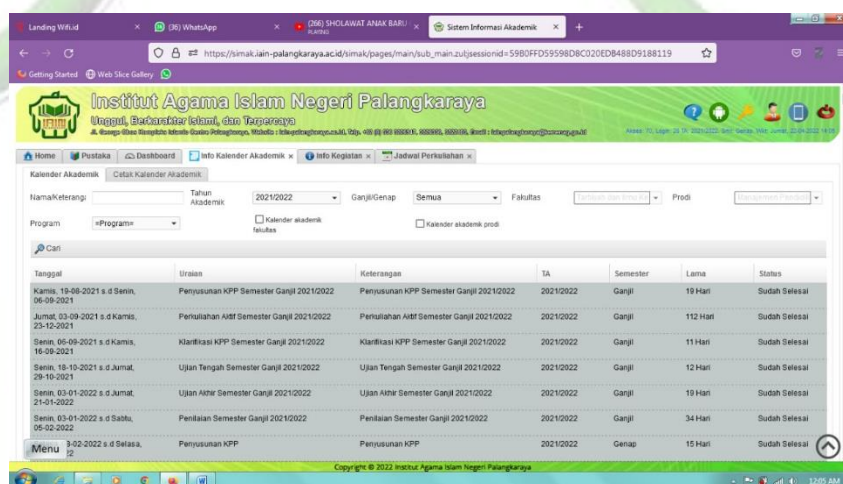 Landing Wifi.id
(36) WhatsApp
(266) SHOLAWAT ANAK BARU
PLAYING
Sistem Informasi Akademik
https://simak.iain-palangkaraya.ac.id/simak/pages/main/sub_main.zul;jsessionid=59B0FFD59598D8C020EDB488D9188119
Getting Started
Web Slice Gallery
Institut Agama Islam Negeri Palangkaraya
Unggul, Berkarakter Islami, dan Terpercaya
Home
Pustaka
Dashboard
Info Kalender Akademik
Info Kegiatan
Jadwal Perkuliahan
Kalender Akademik
Cetak Kalender Akademik
Nama/Keterangan
Tahun Akademik
2021/2022
Ganjil/Genap
Semua
Fakultas
Prodi
Program
=Program=
Kalender akademik fakultas
Kalender akademik prodi
Cari
Tanggal Uraian Keterangan TA Semester Lama Status
Kamis, 19-08-2021 s.d Senin, 06-09-2021 Penyusunan KPP Semester Ganjil 2021/2022 Penyusunan KPP Semester Ganjil 2021/2022 2021/2022 Ganjil 19 Hari Sudah Selesai
Jumat, 03-09-2021 s.d Kamis, 23-12-2021 Perkuliahan Aktif Semester Ganjil 2021/2022 Perkuliahan Aktif Semester Ganjil 2021/2022 2021/2022 Ganjil 112 Hari Sudah Selesai
Senin, 06-09-2021 s.d Kamis, 16-09-2021 Klarifikasi KPP Semester Ganjil 2021/2022 Klarifikasi KPP Semester Ganjil 2021/2022 2021/2022 Ganjil 11 Hari Sudah Selesai
Senin, 18-10-2021 s.d Jumat, 29-10-2021 Ujian Tengah Semester Ganjil 2021/2022 Ujian Tengah Semester Ganjil 2021/2022 2021/2022 Ganjil 12 Hari Sudah Selesai
Senin, 03-01-2022 s.d Jumat, 21-01-2022 Ujian Akhir Semester Ganjil 2021/2022 Ujian Akhir Semester Ganjil 2021/2022 2021/2022 Ganjil 19 Hari Sudah Selesai
Senin, 03-01-2022 s.d Sabtu, 05-02-2022 Penilaian Semester Ganjil 2021/2022 Penilaian Semester Ganjil 2021/2022 2021/2022 Ganjil 34 Hari Sudah Selesai
-02-2022 s.d Selasa, Penyusunan KPP Penyusunan KPP 2021/2022 Genap 15 Hari Sudah Selesai
Menu
Copyright © 2022 Institut Agama Islam Negeri Palangkaraya
12:05 AM